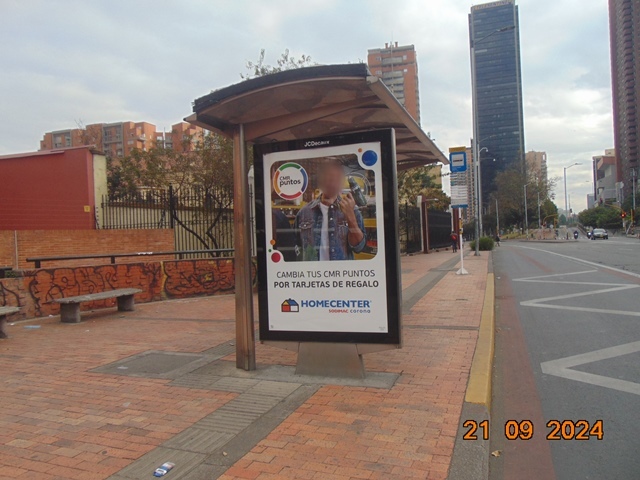 JCDecaux
CMR
puntos
CAMBIA TUS CMR PUNTOS
POR TARJETAS DE REGALO
HOMECENTER
SODIMAC corona
21 09 2024